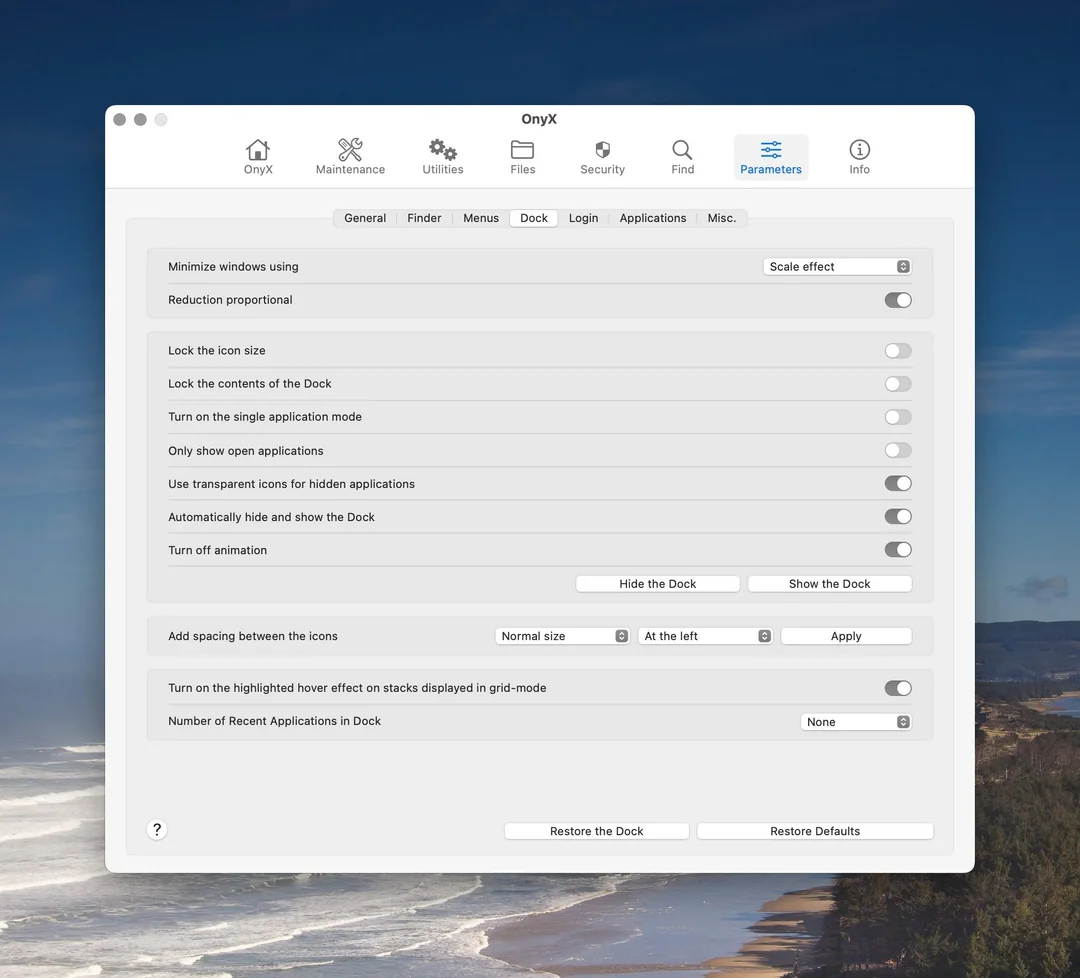 OnyX
OnyX Maintenance Utilities Files Security Find Parameters Info
General Finder Menus Dock Login Applications Misc.
Minimize windows using Scale effect
Reduction proportional
Lock the icon size
Lock the contents of the Dock
Turn on the single application mode
Only show open applications
Use transparent icons for hidden applications
Automatically hide and show the Dock
Turn off animation
Hide the Dock Show the Dock
Add spacing between the icons Normal size At the left Apply
Turn on the highlighted hover effect on stacks displayed in grid-mode
Number of Recent Applications in Dock None
? Restore the Dock Restore Defaults